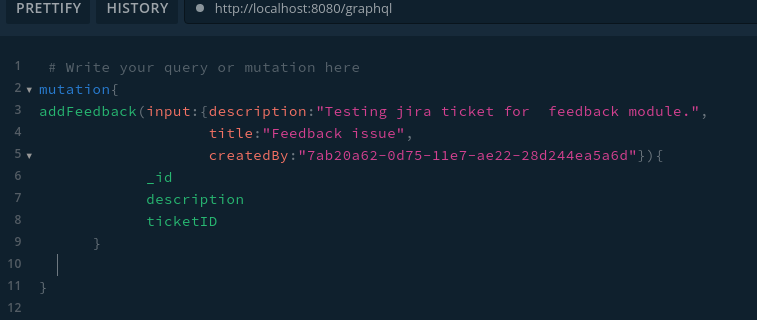 PRETTIFY HISTORY http://localhost:8080/graphql
1 # Write your query or mutation here
2 mutation{
3 addFeedback(input:{description:"Testing jira ticket for  feedback module.",
4 title:"Feedback issue",
5 createdBy:"7ab20a62-0d75-11e7-ae22-28d244ea5a6d"}){
6 _id
7 description
8 ticketID
9 }
10
11 }
12